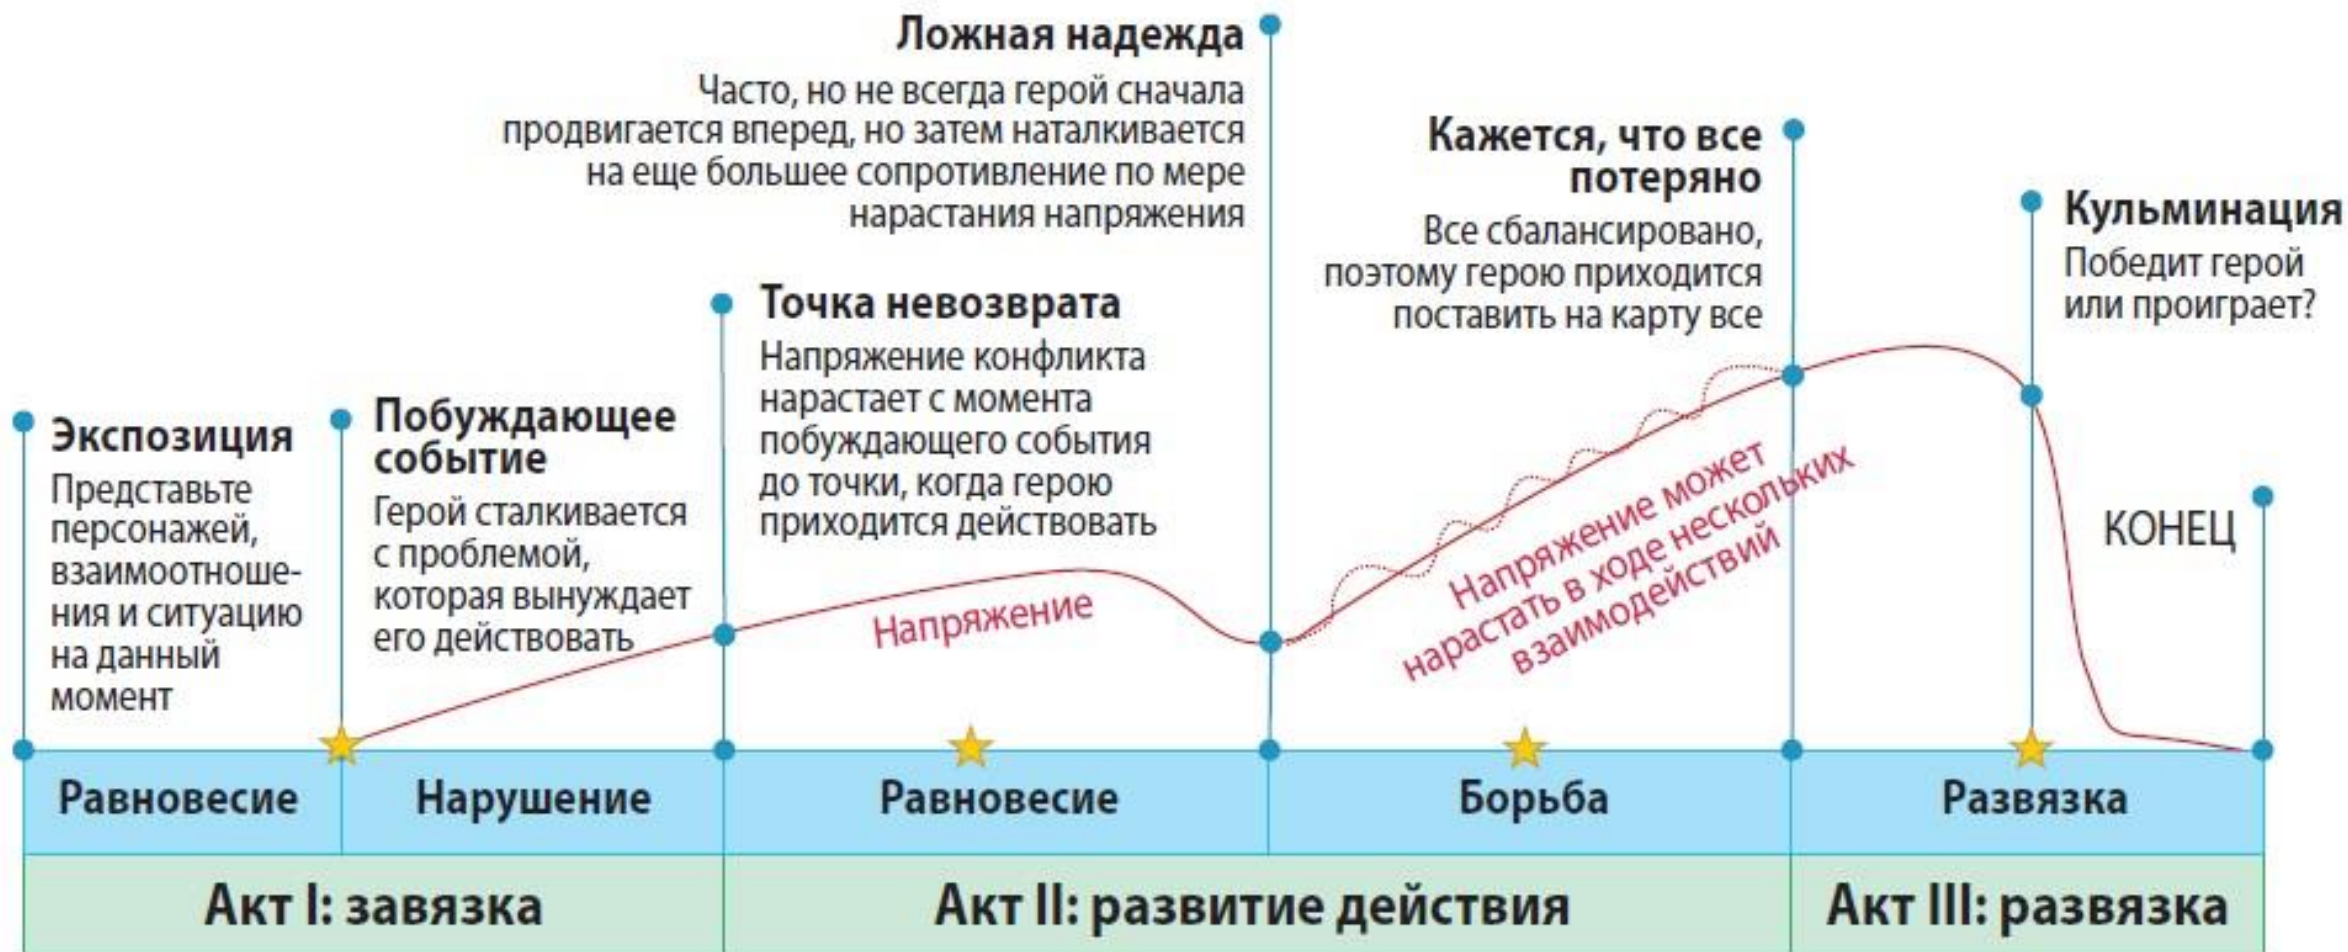 Ложная надежда
Часто, но не всегда герой сначала
продвигается вперед, но затем наталкивается
на еще большее сопротивление по мере
нарастания напряжения
Кажется, что все
потеряно
Все сбалансировано,
поэтому герою приходится
поставить на карту все
Кульминация
Победит герой
или проиграет?
Точка невозврата
Напряжение конфликта
нарастает с момента
побуждающего события
до точки, когда герою
приходится действовать
Экспозиция
Представьте
персонажей,
взаимоотноше-
ния и ситуацию
на данный
момент
Побуждающее
событие
Герой сталкивается
с проблемой,
которая вынуждает
его действовать
Напряжение
Напряжение может
нарастать в ходе нескольких
взаимодействий
КОНЕЦ
Равновесие
Нарушение
Равновесие
Борьба
Развязка
Акт I: завязка
Акт II: развитие действия
Акт III: развязка